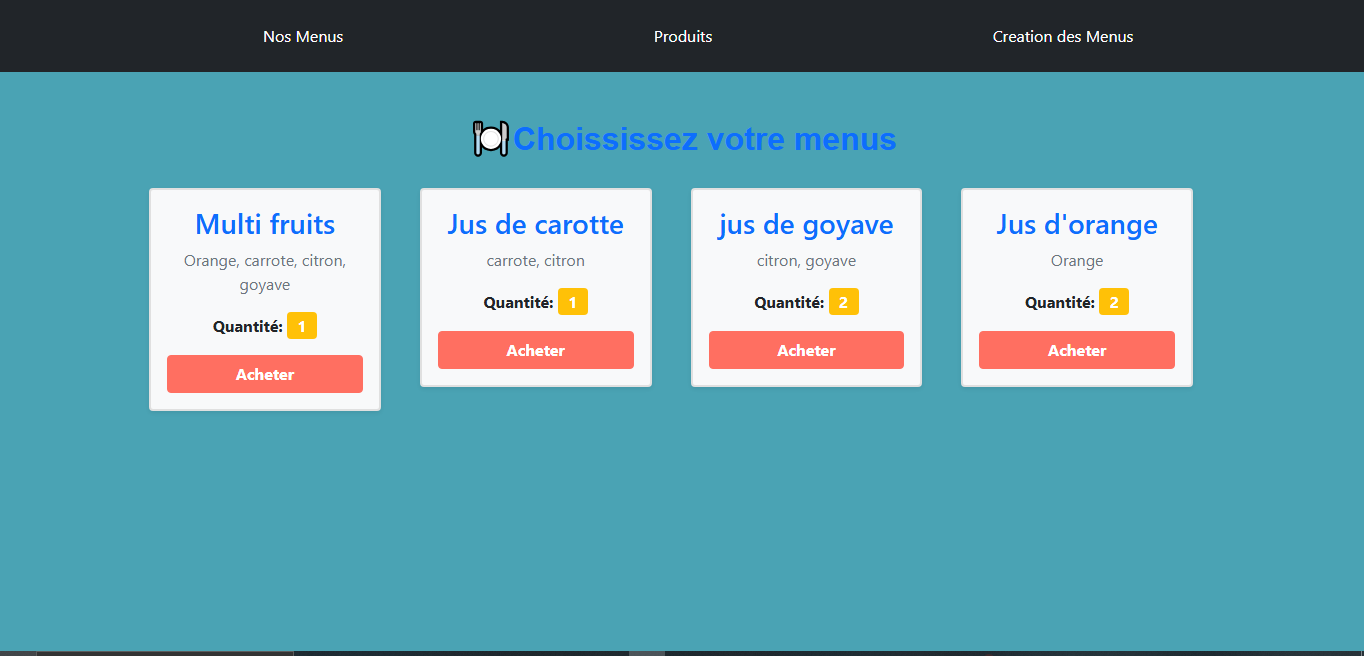 Nos Menus
Produits
Creation des Menus
Choississez votre menus
Multi fruits
Orange, carrote, citron,
goyave
Quantité: 1
Acheter
Jus de carotte
carrote, citron
Quantité: 1
Acheter
jus de goyave
citron, goyave
Quantité: 2
Acheter
Jus d'orange
Orange
Quantité: 2
Acheter